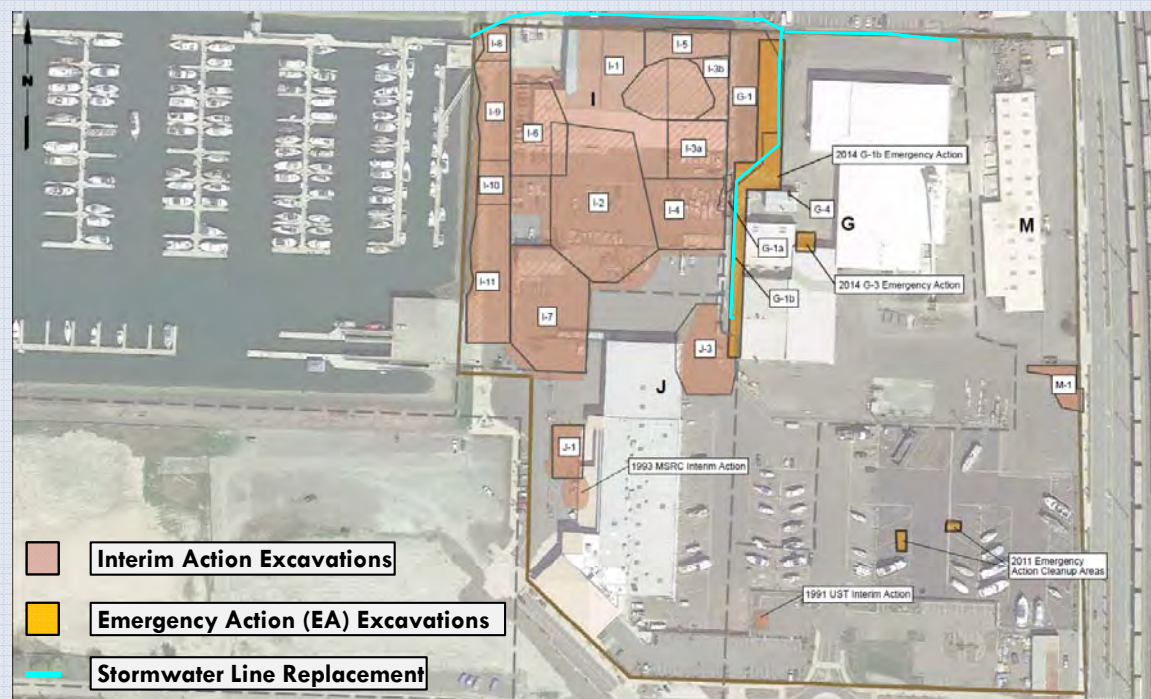 N
I-8
I-5
I-1
I-3b
G-1
I
I-9
I-6
I-3a
2014 G-1b Emergency Action
I-10
I-2
I-4
G-4
G
M
G-1a
I-11
2014 G-3 Emergency Action
G-1b
I-7
J-3
J
M-1
J-1
1993 MSRC Interim Action
2011 Emergency
Action Cleanup Areas
1991 UST Interim Action
Interim Action Excavations
Emergency Action (EA) Excavations
Stormwater Line Replacement